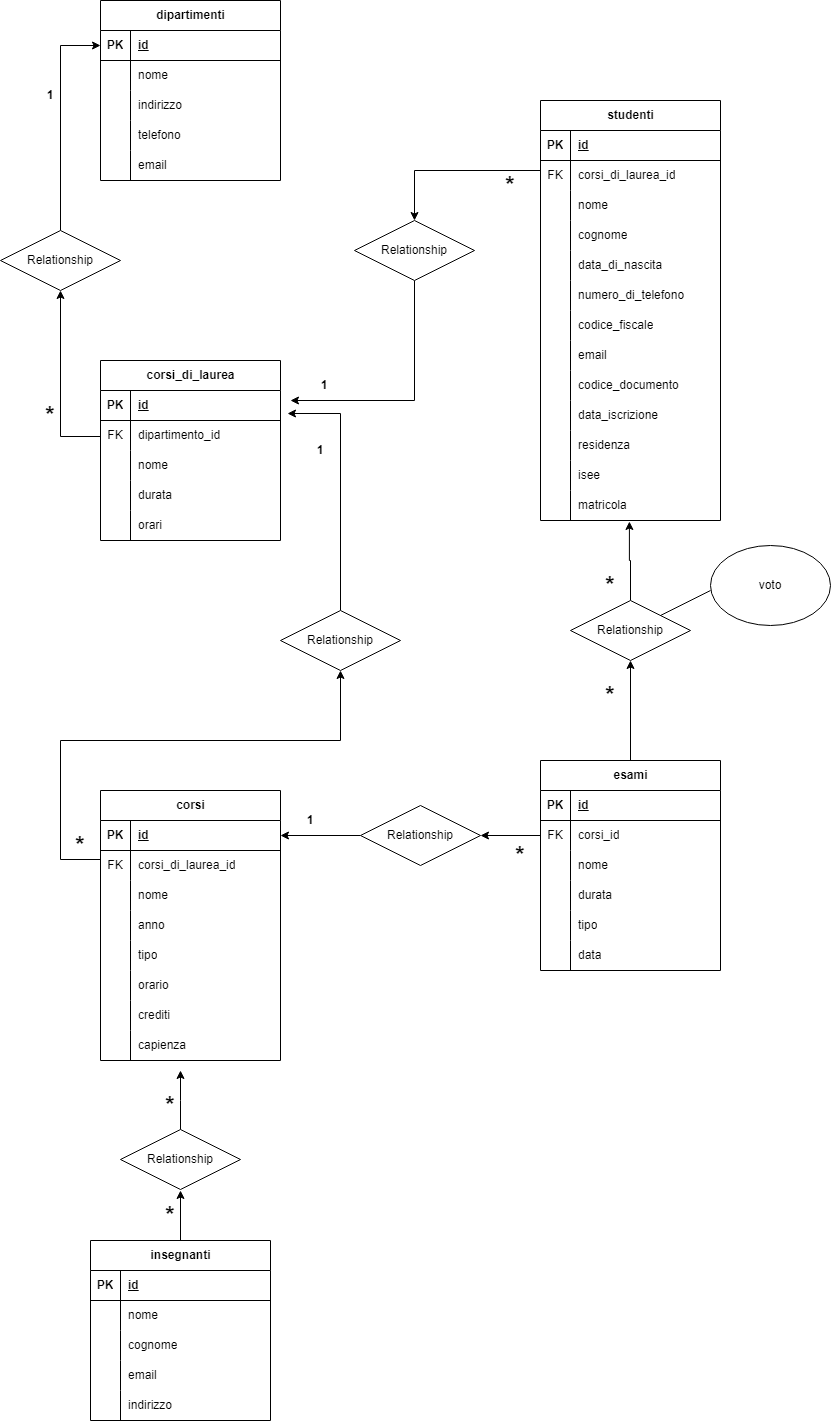 dipartimenti
PK id
nome
indirizzo
telefono
email
1
Relationship
*
corsi_di_laurea
PK id
FK dipartimento_id
nome
durata
orari
studenti
PK id
FK corsi_di_laurea_id
nome
cognome
data_di_nascita
numero_di_telefono
codice_fiscale
email
codice_documento
data_iscrizione
residenza
isee
matricola
*
Relationship
1
1
Relationship
*
*
Relationship
voto
*
esami
PK id
FK corsi_id
nome
durata
tipo
data
*
Relationship
1
corsi
PK id
FK corsi_di_laurea_id
nome
anno
tipo
orario
crediti
capienza
*
Relationship
*
insegnanti
PK id
nome
cognome
email
indirizzo